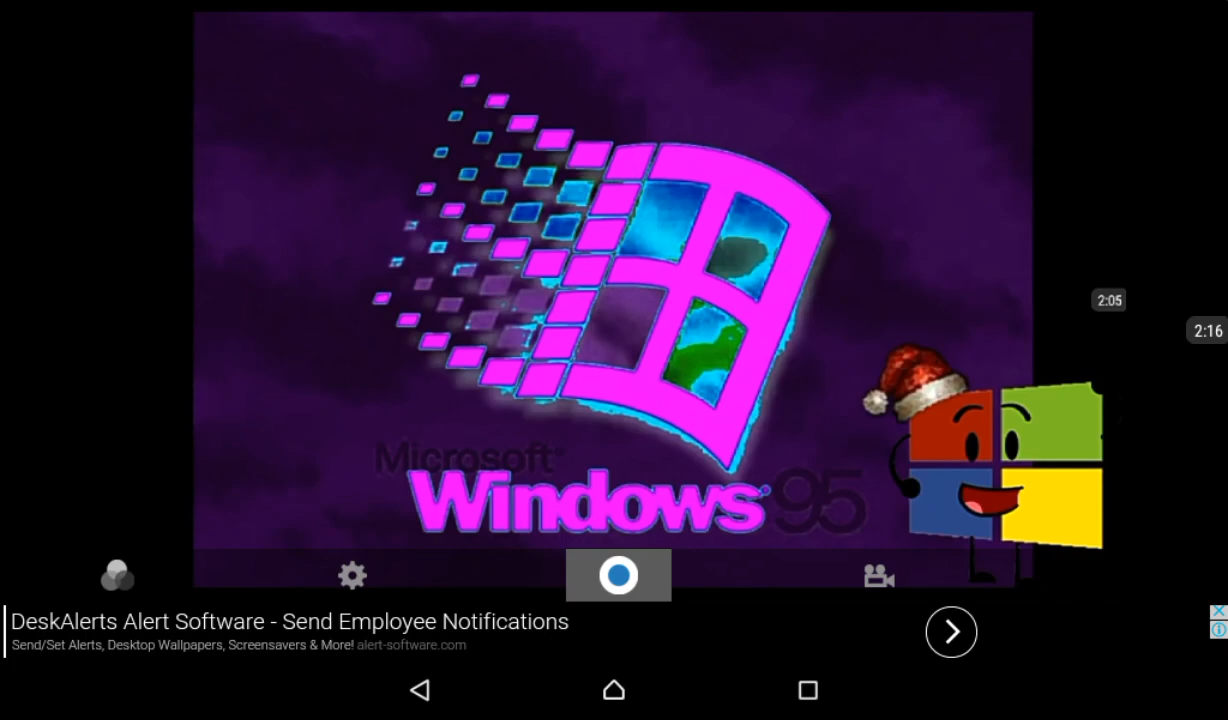 2:05
2:16
Microsoft®
Windows® 95
DeskAlerts Alert Software - Send Employee Notifications
Send/Set Alerts, Desktop Wallpapers, Screensavers & More! alert-software.com